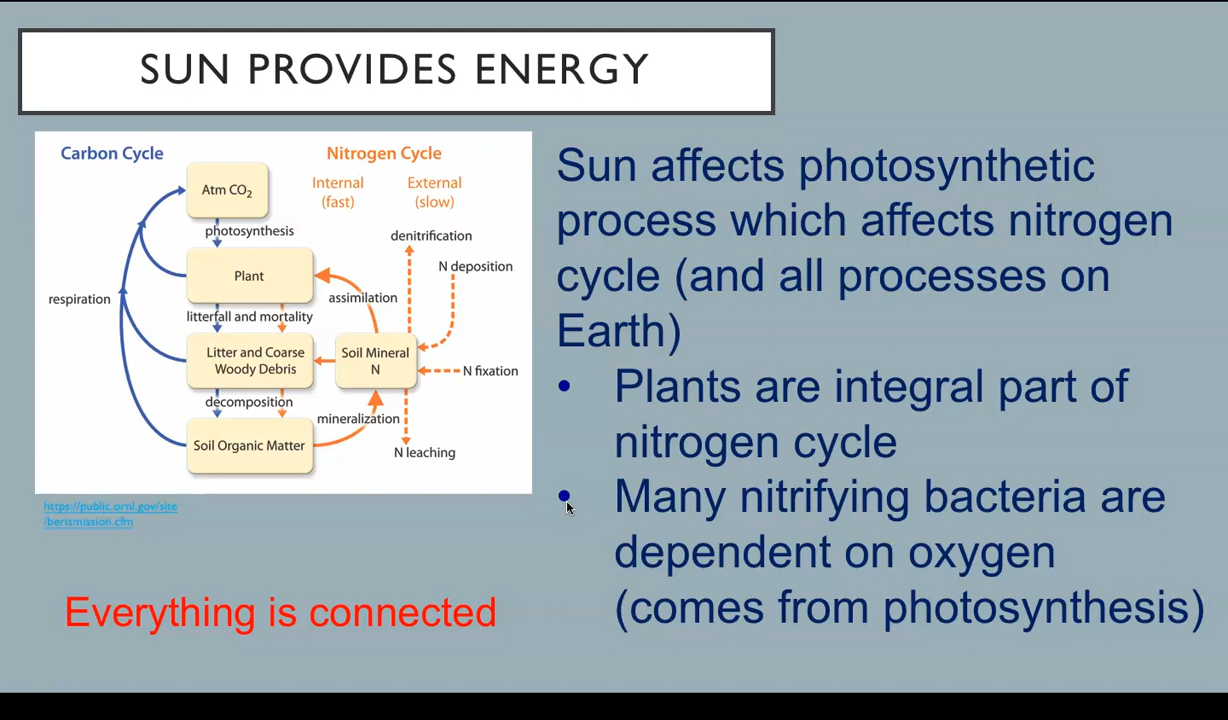 SUN PROVIDES ENERGY
Carbon Cycle
Nitrogen Cycle
Internal
(fast)
External
(slow)
Atm CO₂
photosynthesis
denitrification
N deposition
Plant
respiration
assimilation
litterfall and mortality
Litter and Coarse
Woody Debris
Soil Mineral
N
N fixation
decomposition
mineralization
Soil Organic Matter
N leaching
https://public.ornl.gov/site
/berismission.cfm
Everything is connected
Sun affects photosynthetic
process which affects nitrogen
cycle (and all processes on
Earth)
• Plants are integral part of
nitrogen cycle
• Many nitrifying bacteria are
dependent on oxygen
(comes from photosynthesis)